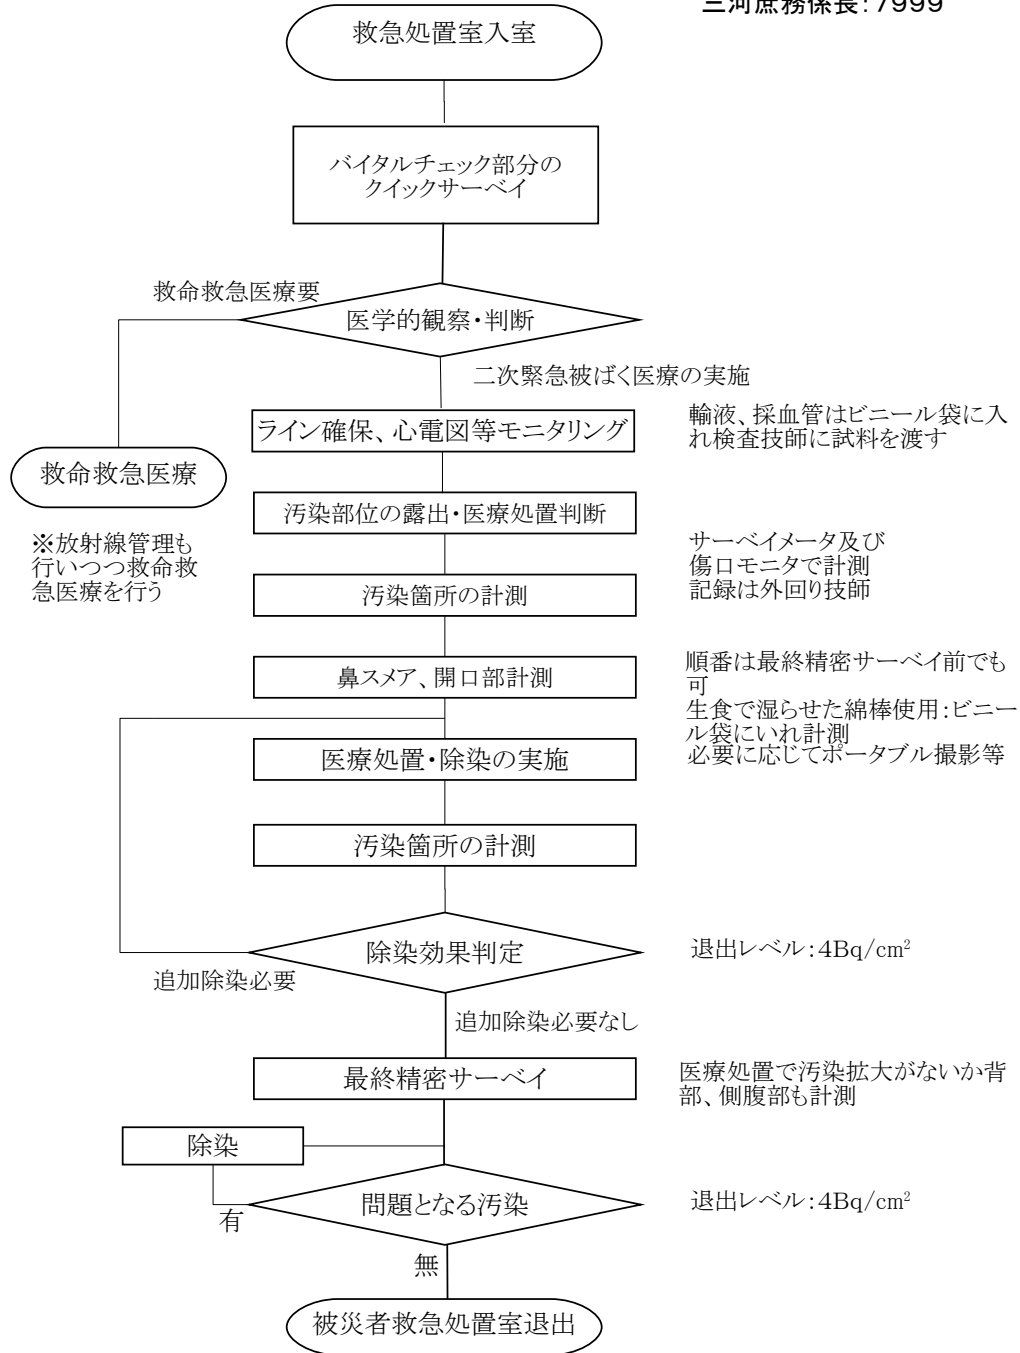 三河庶務係長：7999
救急処置室入室
バイタルチェック部分の
クイックサーベイ
救命救急医療要
医学的観察・判断
二次緊急被ばく医療の実施
ライン確保、心電図等モニタリング
輸液、採血管はビニール袋に入
れ検査技師に試料を渡す
救命救急医療
汚染部位の露出・医療処置判断
※放射線管理も
行いつつ救命救
急医療を行う
サーベイメータ及び
傷口モニタで計測
記録は外回り技師
汚染箇所の計測
鼻スメア、開口部計測
順番は最終精密サーベイ前でも
可
生食で湿らせた綿棒使用：ビニー
ル袋にいれ計測
必要に応じてポータブル撮影等
医療処置・除染の実施
汚染箇所の計測
除染効果判定
退出レベル：4Bq/cm²
追加除染必要
追加除染必要なし
最終精密サーベイ
医療処置で汚染拡大がないか背
部、側腹部も計測
除染
問題となる汚染
退出レベル：4Bq/cm²
有
無
被災者救急処置室退出